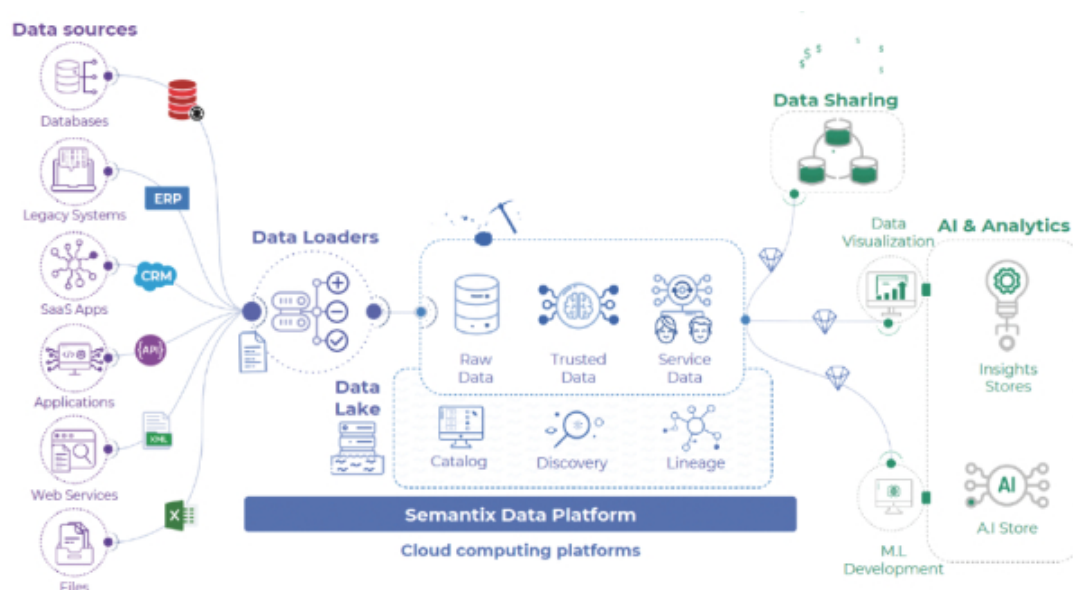 Data sources
Databases
Legacy Systems
ERP
SaaS Apps
CRM
Applications
{API}
Web Services
XML
Files
X
Data Loaders
Raw
Data
Trusted
Data
Service
Data
Data
Lake
Catalog
Discovery
Lineage
Semantix Data Platform
Cloud computing platforms
$
$
$
$
$
$
Data Sharing
Data
Visualization
AI & Analytics
Insights
Stores
AI
A.I Store
M.L
Development